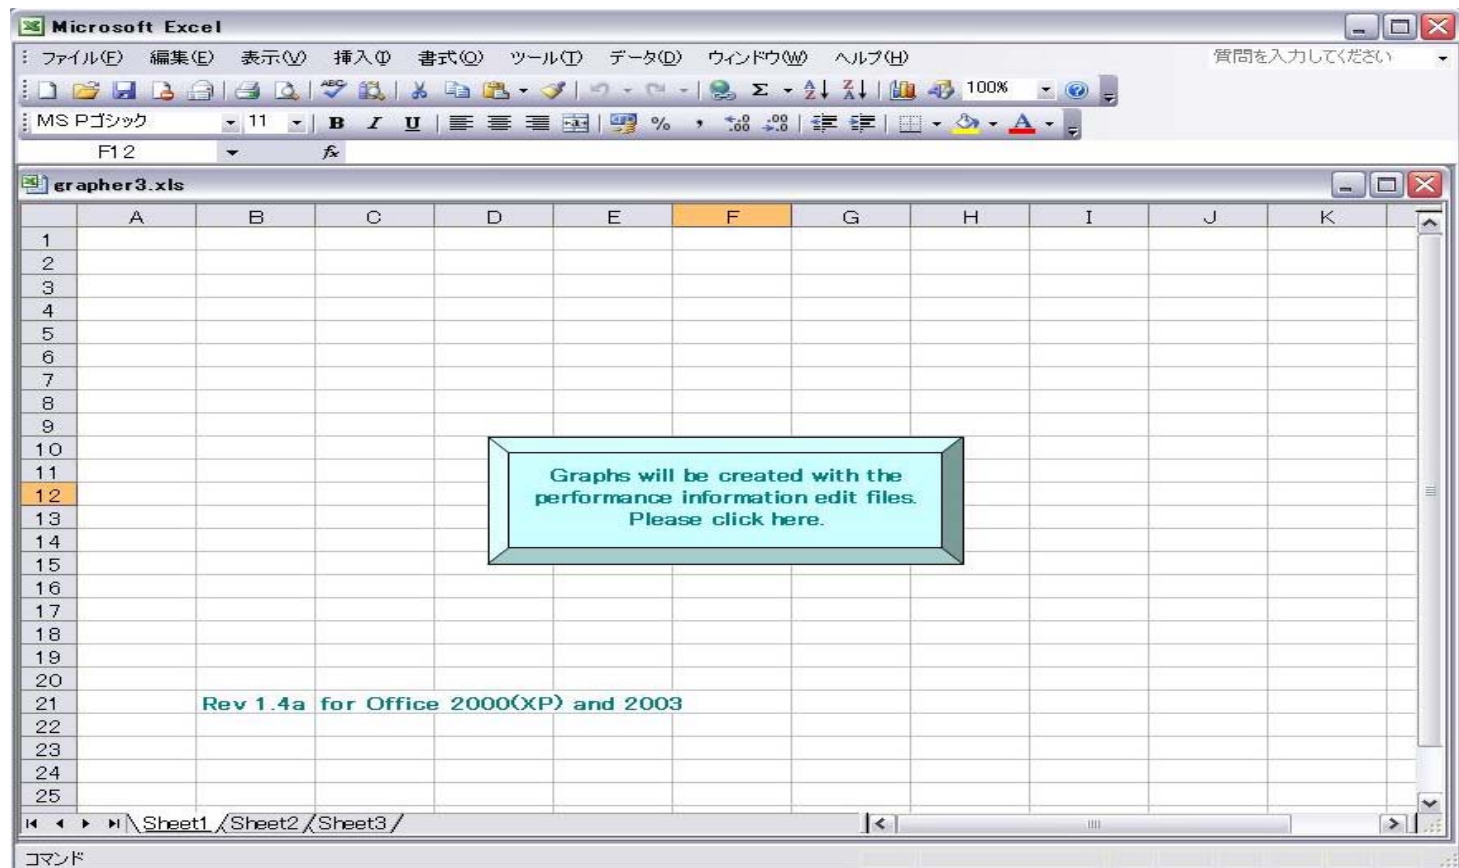 Microsoft Excel
ファイル(F) 編集(E) 表示(V) 挿入(I) 書式(O) ツール(T) データ(D) ウィンドウ(W) ヘルプ(H) 質問を入力してください
100%
MS Pゴシック 11 B I U % ,
F12 fx
grapher3.xls
A B C D E F G H I J K
1
2
3
4
5
6
7
8
9
10
11
12
13
14
15
16
17
18
19
20
21
22
23
24
25
Graphs will be created with the
performance information edit files.
Please click here.
Rev 1.4a for Office 2000(XP) and 2003
Sheet1 Sheet2 Sheet3
コマンド